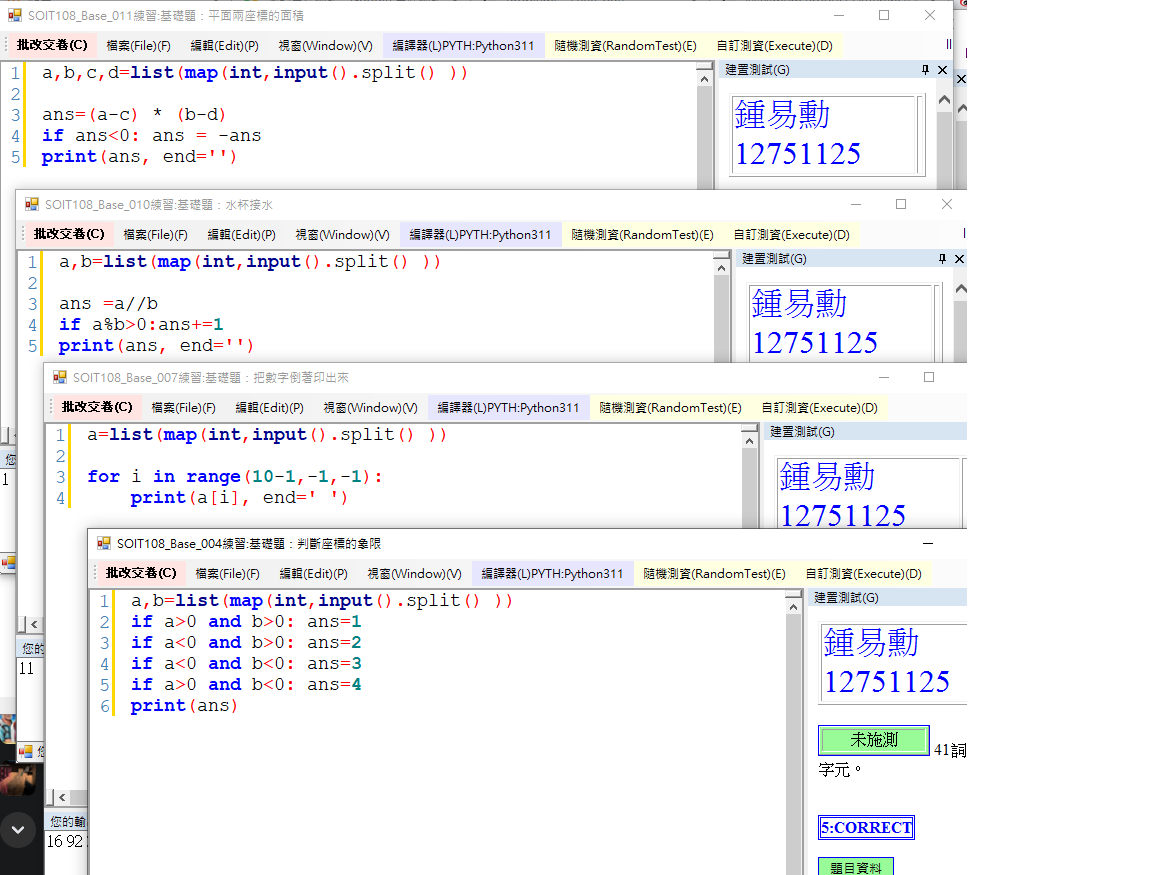 SOIT108_Base_011練習:基礎題：平面兩座標的面積
批改交卷(C) 檔案(File)(F) 編輯(Edit)(P) 視窗(Window)(V) 編譯器(L)PYTH:Python311 隨機測資(RandomTest)(E) 自訂測資(Execute)(D)
1 a,b,c,d=list(map(int,input().split() ))
2
3 ans=(a-c) * (b-d)
4 if ans<0: ans = -ans
5 print(ans, end='')
建置測試(G)
鍾易勳
12751125
SOIT108_Base_010練習:基礎題：水杯接水
批改交卷(C) 檔案(File)(F) 編輯(Edit)(P) 視窗(Window)(V) 編譯器(L)PYTH:Python311 隨機測資(RandomTest)(E) 自訂測資(Execute)(D)
1 a,b=list(map(int,input().split() ))
2
3 ans =a//b
4 if a%b>0:ans+=1
5 print(ans, end='')
建置測試(G)
鍾易勳
12751125
SOIT108_Base_007練習:基礎題：把數字倒著印出來
批改交卷(C) 檔案(File)(F) 編輯(Edit)(P) 視窗(Window)(V) 編譯器(L)PYTH:Python311 隨機測資(RandomTest)(E) 自訂測資(Execute)(D)
1 a=list(map(int,input().split() ))
2
3 for i in range(10-1,-1,-1):
4 print(a[i], end=' ')
建置測試(G)
鍾易勳
12751125
SOIT108_Base_004練習:基礎題：判斷座標的象限
批改交卷(C) 檔案(File)(F) 編輯(Edit)(P) 視窗(Window)(V) 編譯器(L)PYTH:Python311 隨機測資(RandomTest)(E) 自訂測資(Execute)(D)
1 a,b=list(map(int,input().split() ))
2 if a>0 and b>0: ans=1
3 if a<0 and b>0: ans=2
4 if a<0 and b<0: ans=3
5 if a>0 and b<0: ans=4
6 print(ans)
建置測試(G)
鍾易勳
12751125
未施測 41詞
字元。
5:CORRECT
題目資料
您
1
您的
11
您
您的輸
16 92